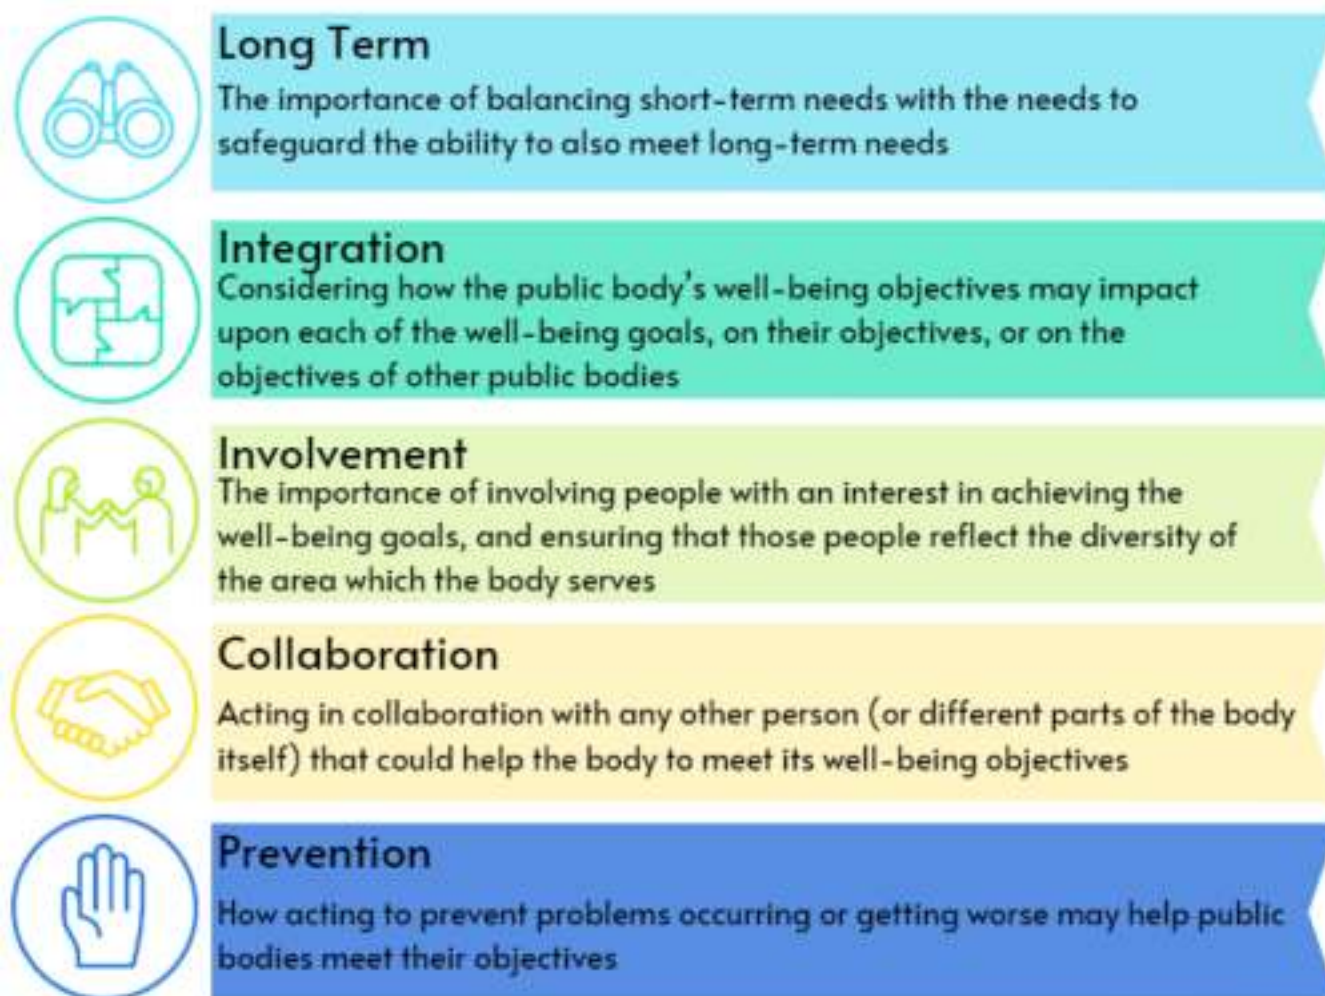 Long Term
The importance of balancing short-term needs with the needs to
safeguard the ability to also meet long-term needs
Integration
Considering how the public body's well-being objectives may impact
upon each of the well-being goals, on their objectives, or on the
objectives of other public bodies
Involvement
The importance of involving people with an interest in achieving the
well-being goals, and ensuring that those people reflect the diversity of
the area which the body serves
Collaboration
Acting in collaboration with any other person (or different parts of the body
itself) that could help the body to meet its well-being objectives
Prevention
How acting to prevent problems occurring or getting worse may help public
bodies meet their objectives